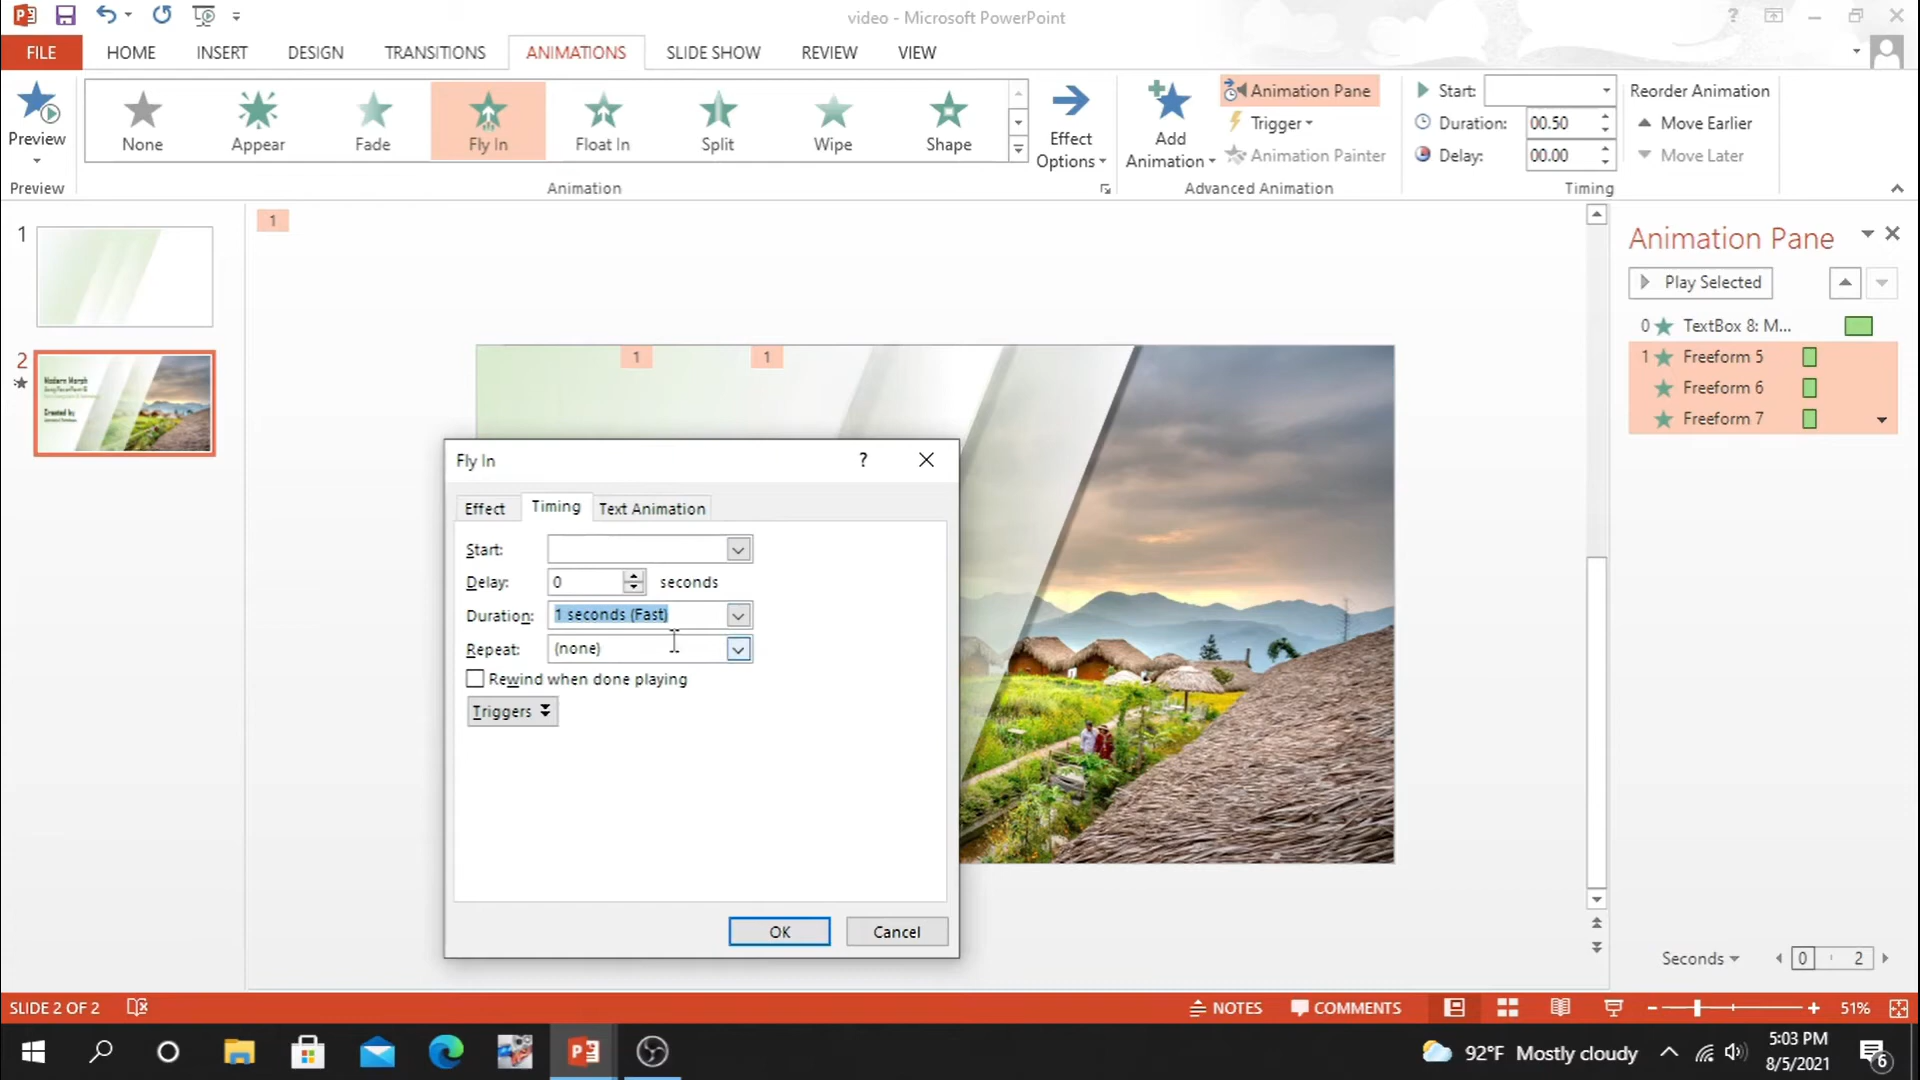 video - Microsoft PowerPoint
?
FILE
HOME
INSERT
DESIGN
TRANSITIONS
ANIMATIONS
SLIDE SHOW
REVIEW
VIEW
Preview
Preview
None
Appear
Fade
Fly In
Float In
Split
Wipe
Shape
Animation
Effect
Options
Add
Animation
Animation Pane
Trigger
Animation Painter
Advanced Animation
Start:
Duration: 00.50
Delay: 00.00
Timing
Reorder Animation
Move Earlier
Move Later
1
2
1
1
1
Modern Morph
Created by
Animation Pane
Play Selected
0 TextBox 8: M...
1 Freeform 5
Freeform 6
Freeform 7
Fly In
?
Effect
Timing
Text Animation
Start:
Delay: 0 seconds
Duration: 1 seconds (Fast)
Repeat: (none)
Rewind when done playing
Triggers
OK
Cancel
Seconds
0
2
SLIDE 2 OF 2
NOTES
COMMENTS
51%
92°F Mostly cloudy
5:03 PM
8/5/2021
6